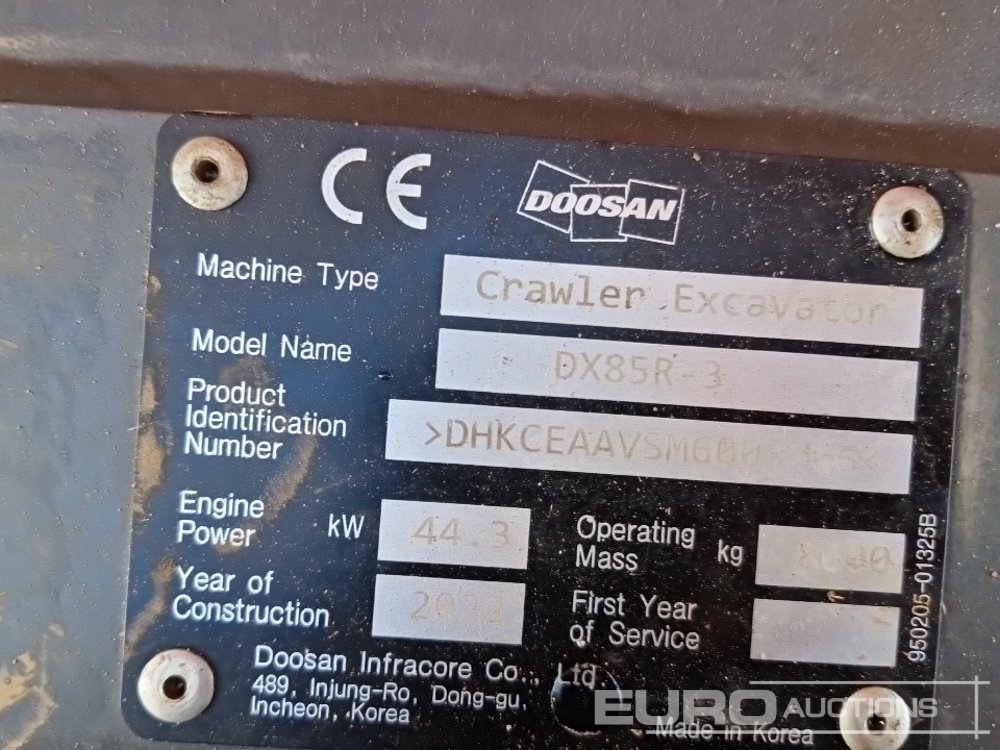 CE DOOSAN
Machine Type Crawler Excavator
Model Name DX85R-3
Product
Identification
Number
Engine
Power kW 44.3
Operating
Mass kg
Year of
Construction
First Year
of Service
950205-01325B
Doosan Infracore Co., Ltd.
489, Injung-Ro, Dong-gu,
Incheon, Korea
Made in Korea
EURO AUCTIONS